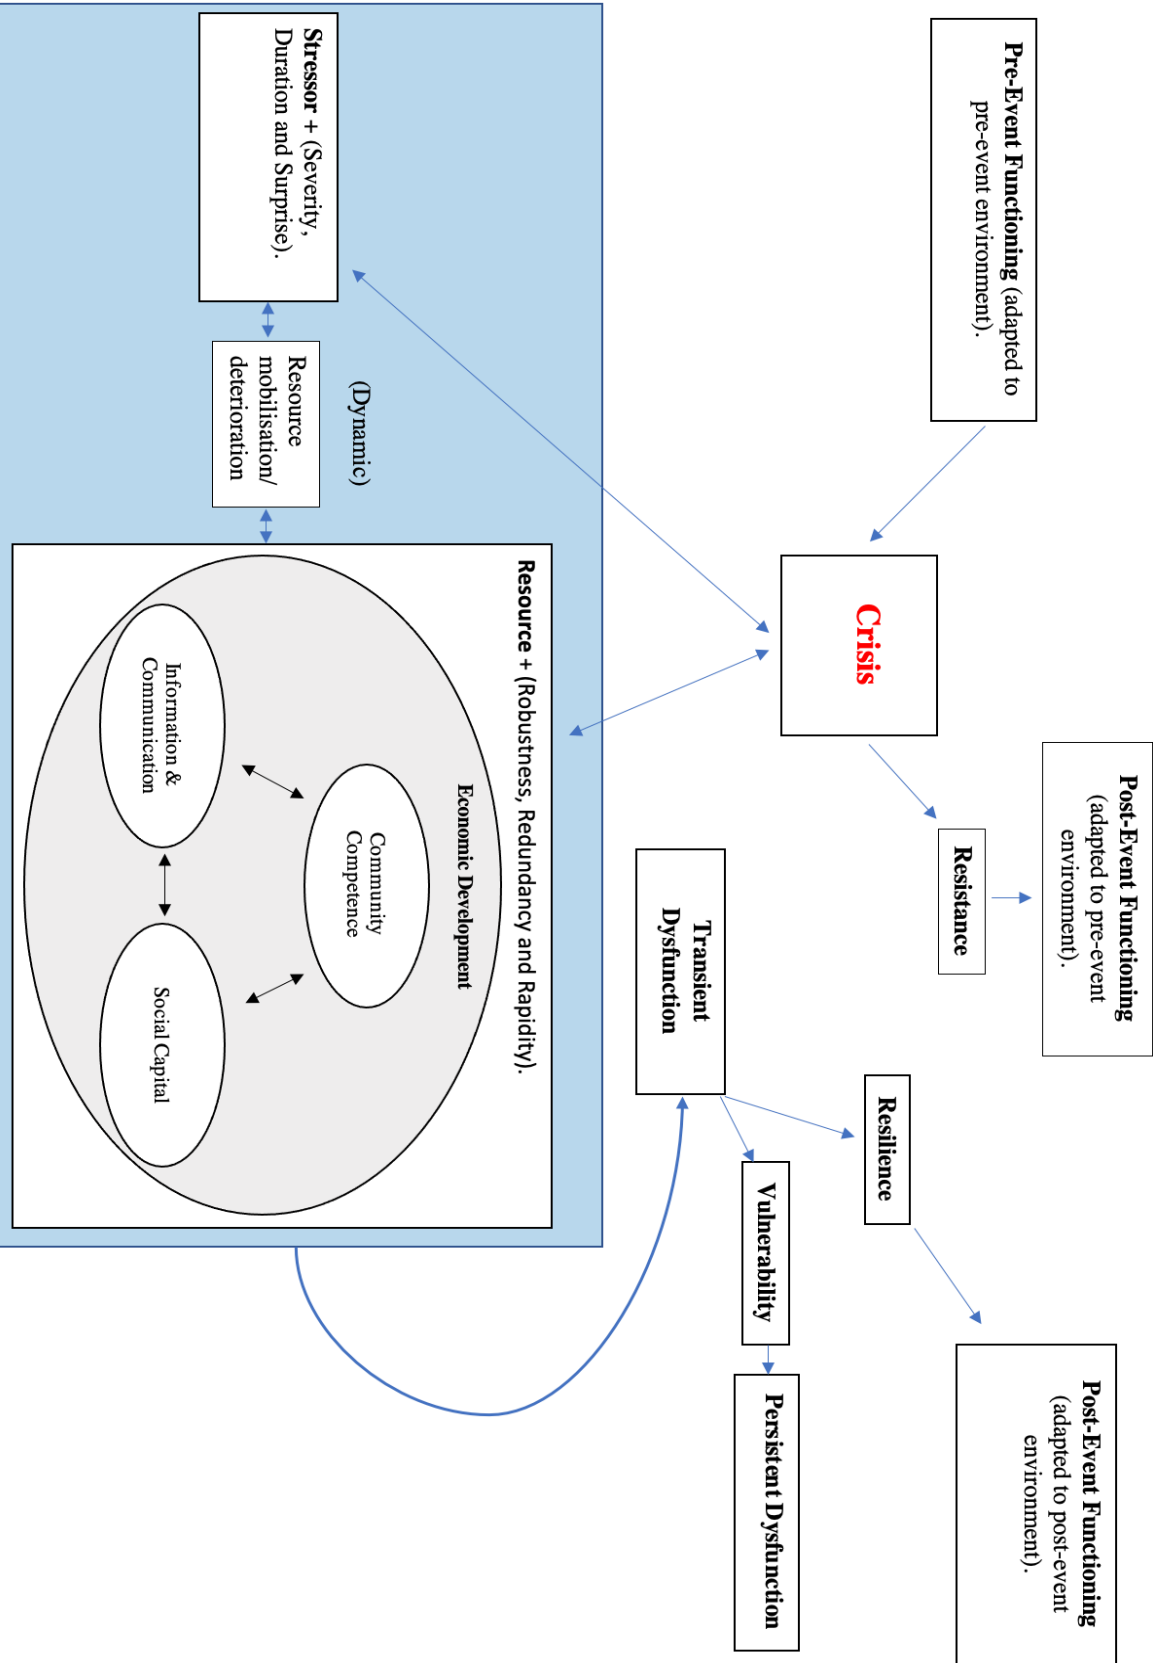 Pre-Event Functioning (adapted to
pre-event environment).
Crisis
Post-Event Functioning
(adapted to pre-event
environment).
Resistance
Resilience
Post-Event Functioning
(adapted to post-event
environment).
Transient
Dysfunction
Vulnerability
Persistent Dysfunction
Stressor + (Severity,
Duration and Surprise).
(Dynamic)
Resource
mobilisation/
deterioration
Resource + (Robustness, Redundancy and Rapidity).
Economic Development
Community
Competence
Information &
Communication
Social Capital